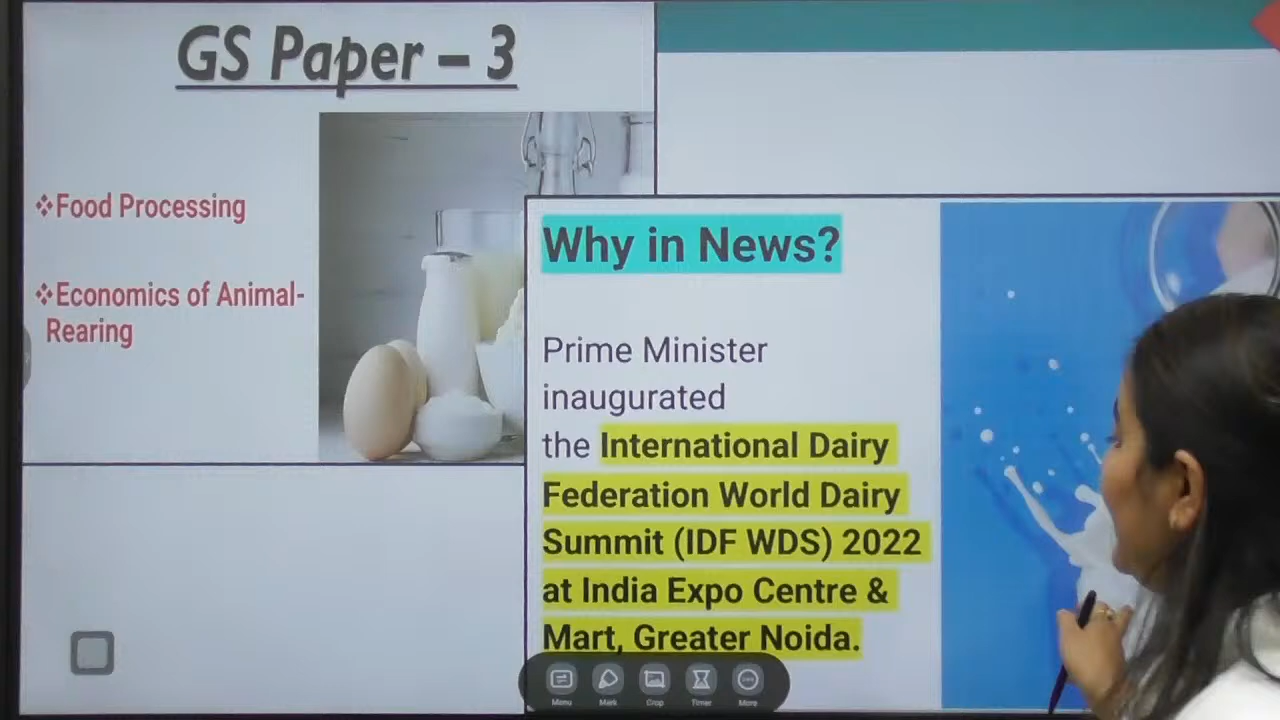 GS Paper – 3
❖Food Processing
❖Economics of Animal-
Rearing
Why in News?
Prime Minister
inaugurated
the International Dairy
Federation World Dairy
Summit (IDF WDS) 2022
at India Expo Centre &
Mart, Greater Noida.
Menu Mark Crop Timer More